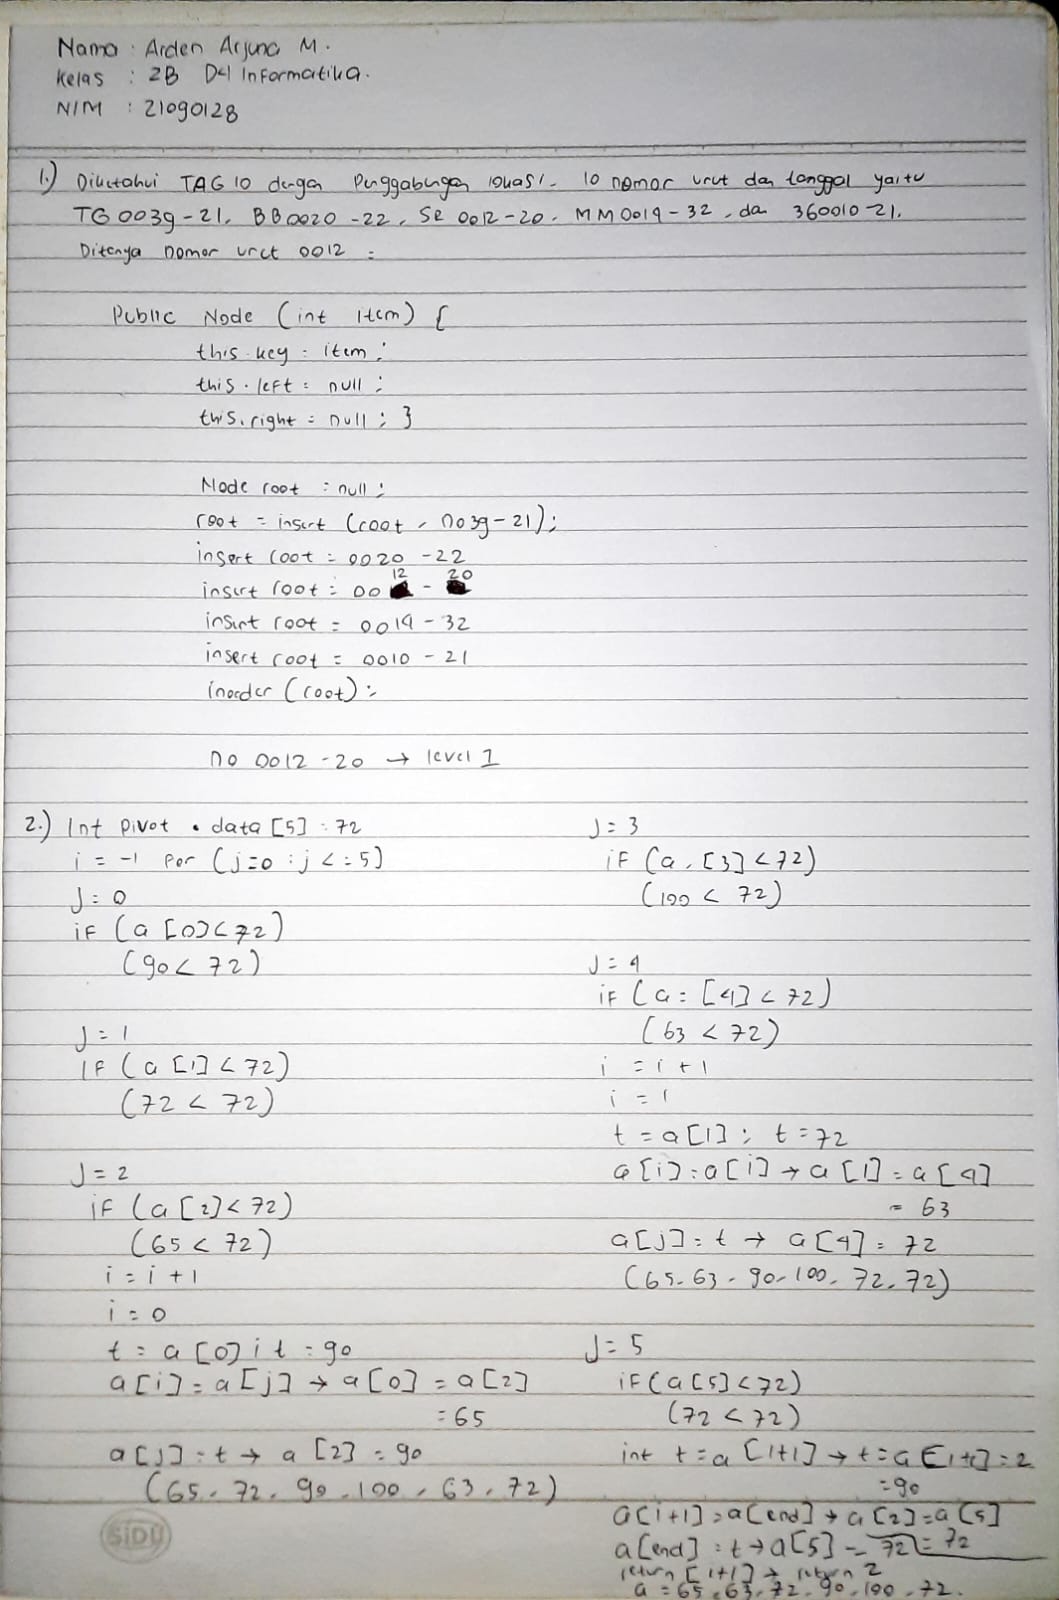 Nama : Arden Arjuna M.
Kelas : 2B D4 Informatika.
NIM : 21090128
1.) Diketahui TAG 10 dengan Penggabungan lokasi. 10 nomor urut dan tanggal yaitu
TG 0039-21, BB0020-22, SR 0012-20. MM0019-32, dan 360010-21.
Ditanya nomor urut 0012 =
Public Node (int Item) {
this.key = item ;
this.left = null ;
this.right = null ; }
Node root = null ;
root = insert (root, no39-21);
insert root = 0020-22
insert root = 0012 - 20
insert root = 0019-32
insert root = 0010-21
inorder (root);
no 0012-20 → level 1
2.) Int pivot . data [5] : 72
i = -1 for (j=0 ; j <= 5)
J = 0
if (a [0] < 72)
(90 < 72)
J = 1
if (a [1] < 72)
(72 < 72)
J = 2
if (a [2] < 72)
(65 < 72)
i = i + 1
i = 0
t = a [0] ; t = 90
a [i] = a [j] → a [0] = a [2]
= 65
a [j] = t → a [2] = 90
(65, 72, 90, 100, 63, 72)
J = 3
if (a . [3] < 72)
(100 < 72)
J = 4
if (a = [4] < 72)
(63 < 72)
i = i + 1
i = 1
t = a [1] ; t = 72
a [i] = a [i] → a [1] = a [4]
= 63
a [j] = t → a [4] = 72
(65, 63, 90, 100, 72, 72)
J = 5
if (a [5] < 72)
(72 < 72)
int t = a [1+1] → t = a [1+1] = 2
= 90
a [i+1] = a [end] → a [2] = a [5]
a [end] = t → a [5] = 72 = 72
return [1+1] → return 2
a = 65, 63, 72, 90, 100, 72.
SiDU